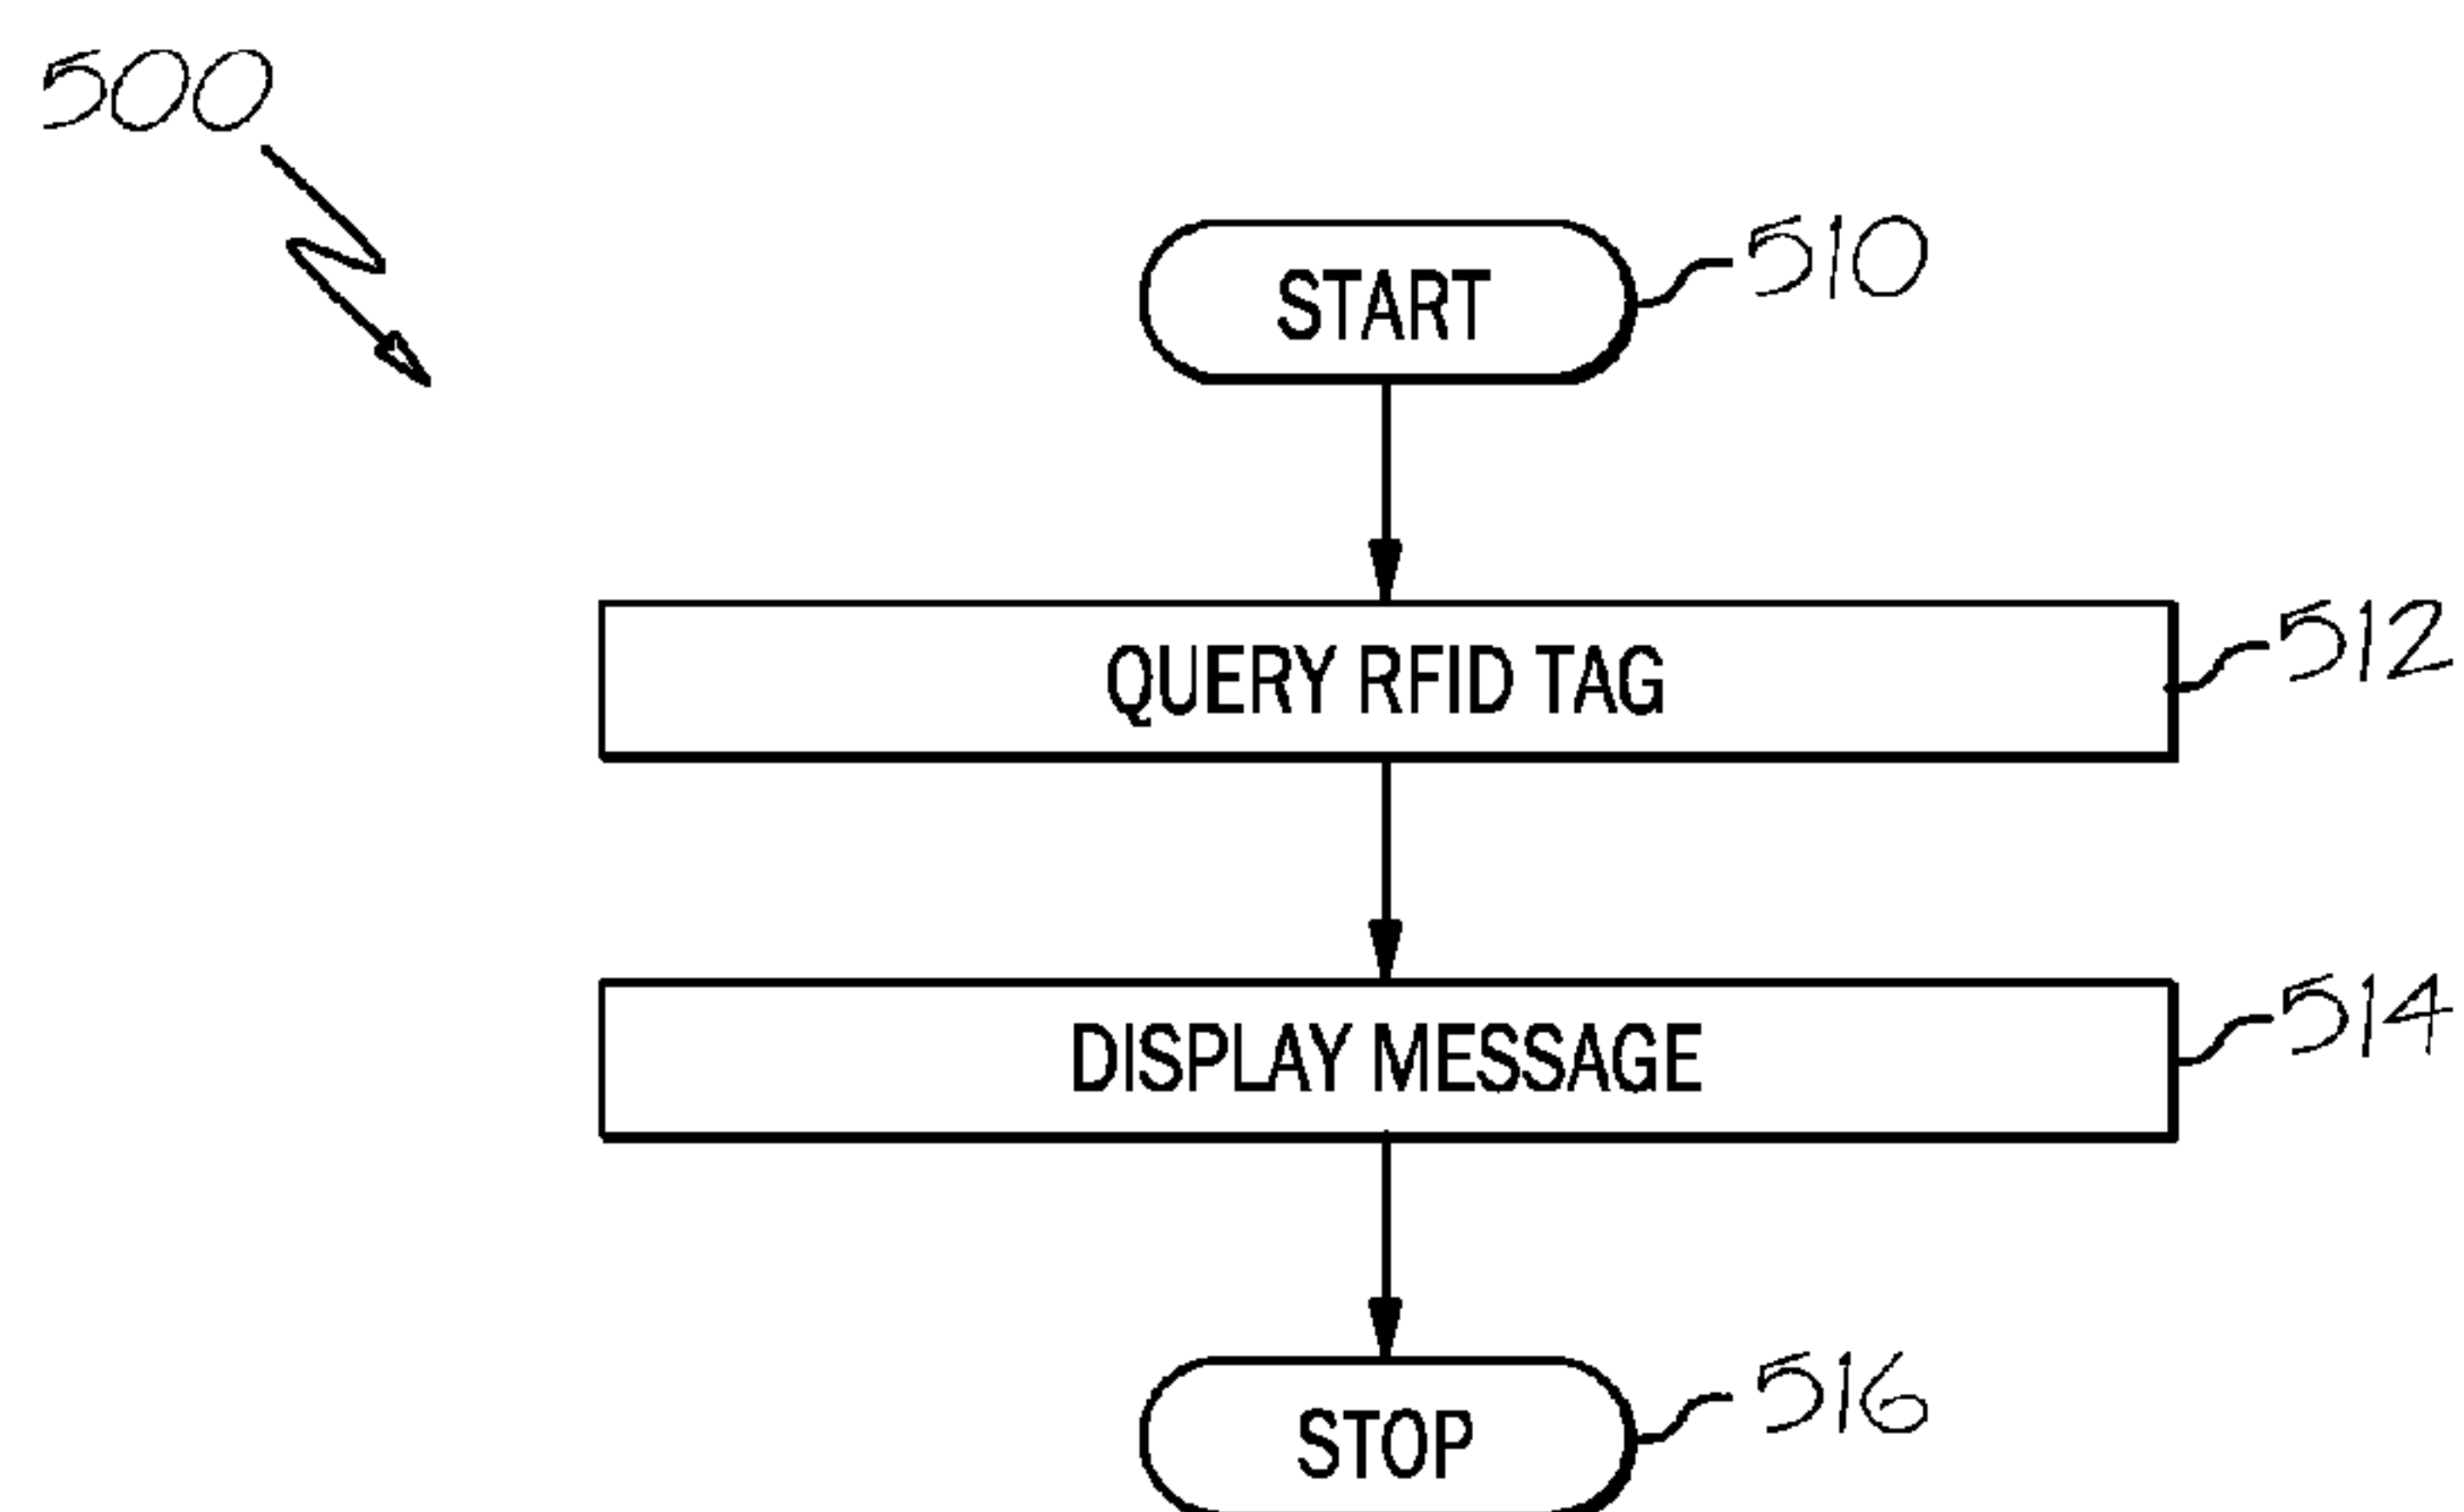 500
START
510
QUERY RFID TAG
512
DISPLAY MESSAGE
514
STOP
516